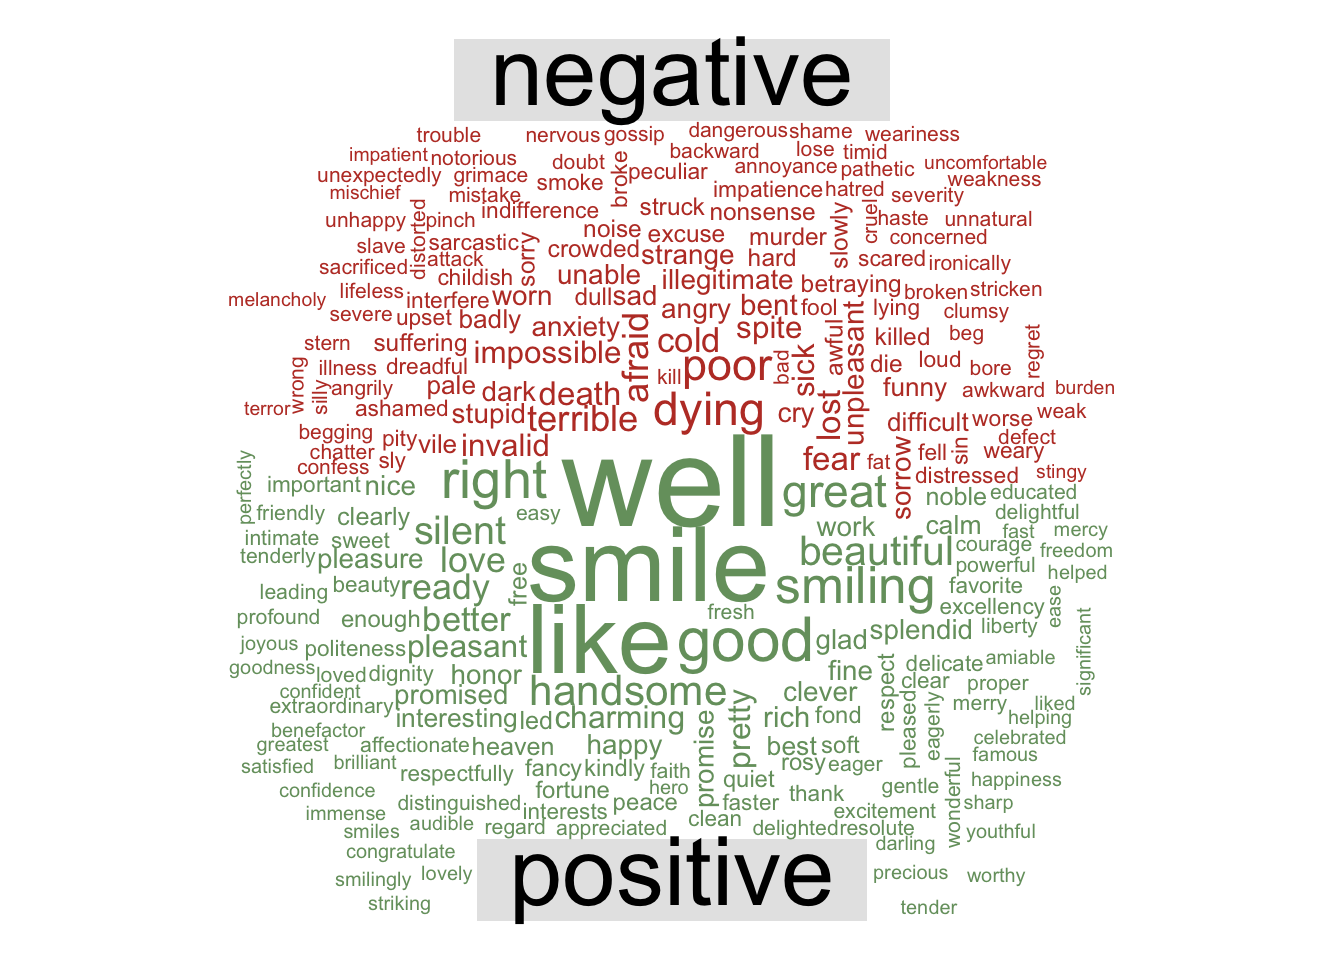 negative
trouble nervous gossip dangerous shame weariness
impatient notorious doubt backward lose timid uncomfortable
unexpectedly grimace smoke broke peculiar annoyance pathetic weakness
mischief mistake impatience hatred severity
unhappy distorted pinch indifference struck nonsense slowly cruel haste unnatural
slave sarcastic sorry noise excuse murder concerned
sacrificed attack crowded strange hard scared ironically
melancholy lifeless childish unable illegitimate betraying broken stricken
severe interfere worn dull sad angry bent fool lying clumsy
stern upset badly anxiety afraid cold spite awful unpleasant killed beg regret
suffering impossible poor bad sick die loud
wrong illness dreadful kill bore
silly angrily pale dark death funny awkward burden
terror ashamed stupid terrible dying cry lost difficult worse weak
begging pity vile invalid fear fat sorrow fell sin weary defect
chatter sly
confess distressed stingy
perfectly important nice right well great noble educated
friendly clearly silent easy work calm delightful
intimate sweet fast mercy
tenderly pleasure love smile beautiful courage freedom
leading beauty ready free smiling powerful helped
favorite
profound enough better like fresh good glad splendid excellency liberty ease
joyous politeness pleasant fine delicate amiable significant
goodness loved dignity honor respect clear proper
confident promised handsome clever pleased merry liked
extraordinary interesting led charming pretty promise rich fond eagerly helping
benefactor celebrated
greatest affectionate heaven happy best soft famous
satisfied brilliant respectfully fancy kindly faith rosy eager happiness
confidence fortune hero quiet thank gentle wonderful
immense distinguished interests peace faster excitement sharp
smiles audible regard appreciated clean delighted resolute youthful
congratulate darling
smilingly lovely positive precious worthy
striking tender